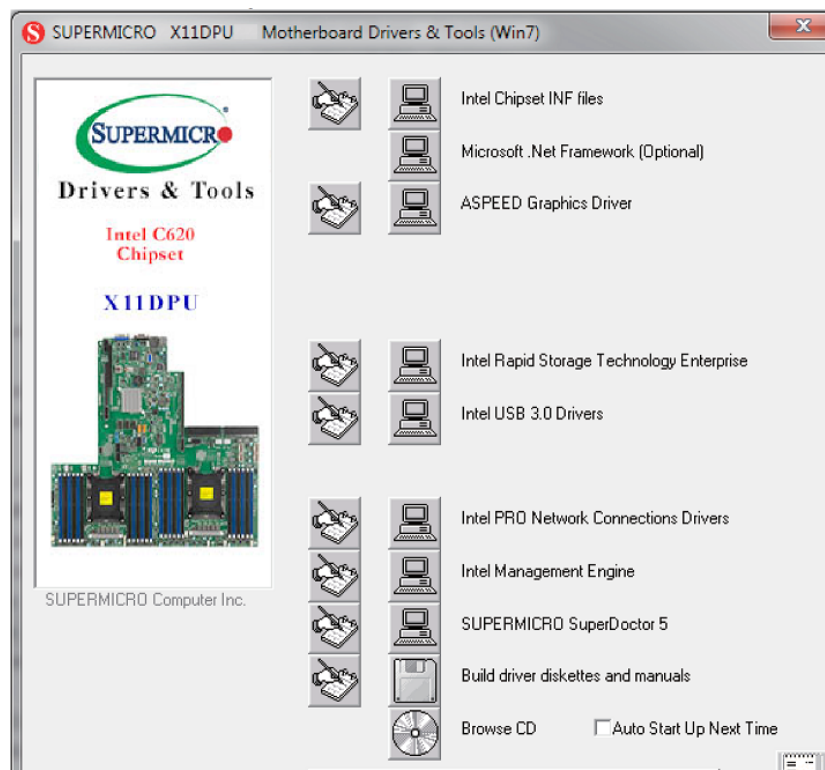 SUPERMICRO X11DPU Motherboard Drivers & Tools (Win7)
SUPERMICR
Drivers & Tools
Intel C620
Chipset
X11DPU
SUPERMICRO Computer Inc.
Intel Chipset INF files
Microsoft .Net Framework (Optional)
ASPEED Graphics Driver
Intel Rapid Storage Technology Enterprise
Intel USB 3.0 Drivers
Intel PRO Network Connections Drivers
Intel Management Engine
SUPERMICRO SuperDoctor 5
Build driver diskettes and manuals
Browse CD Auto Start Up Next Time